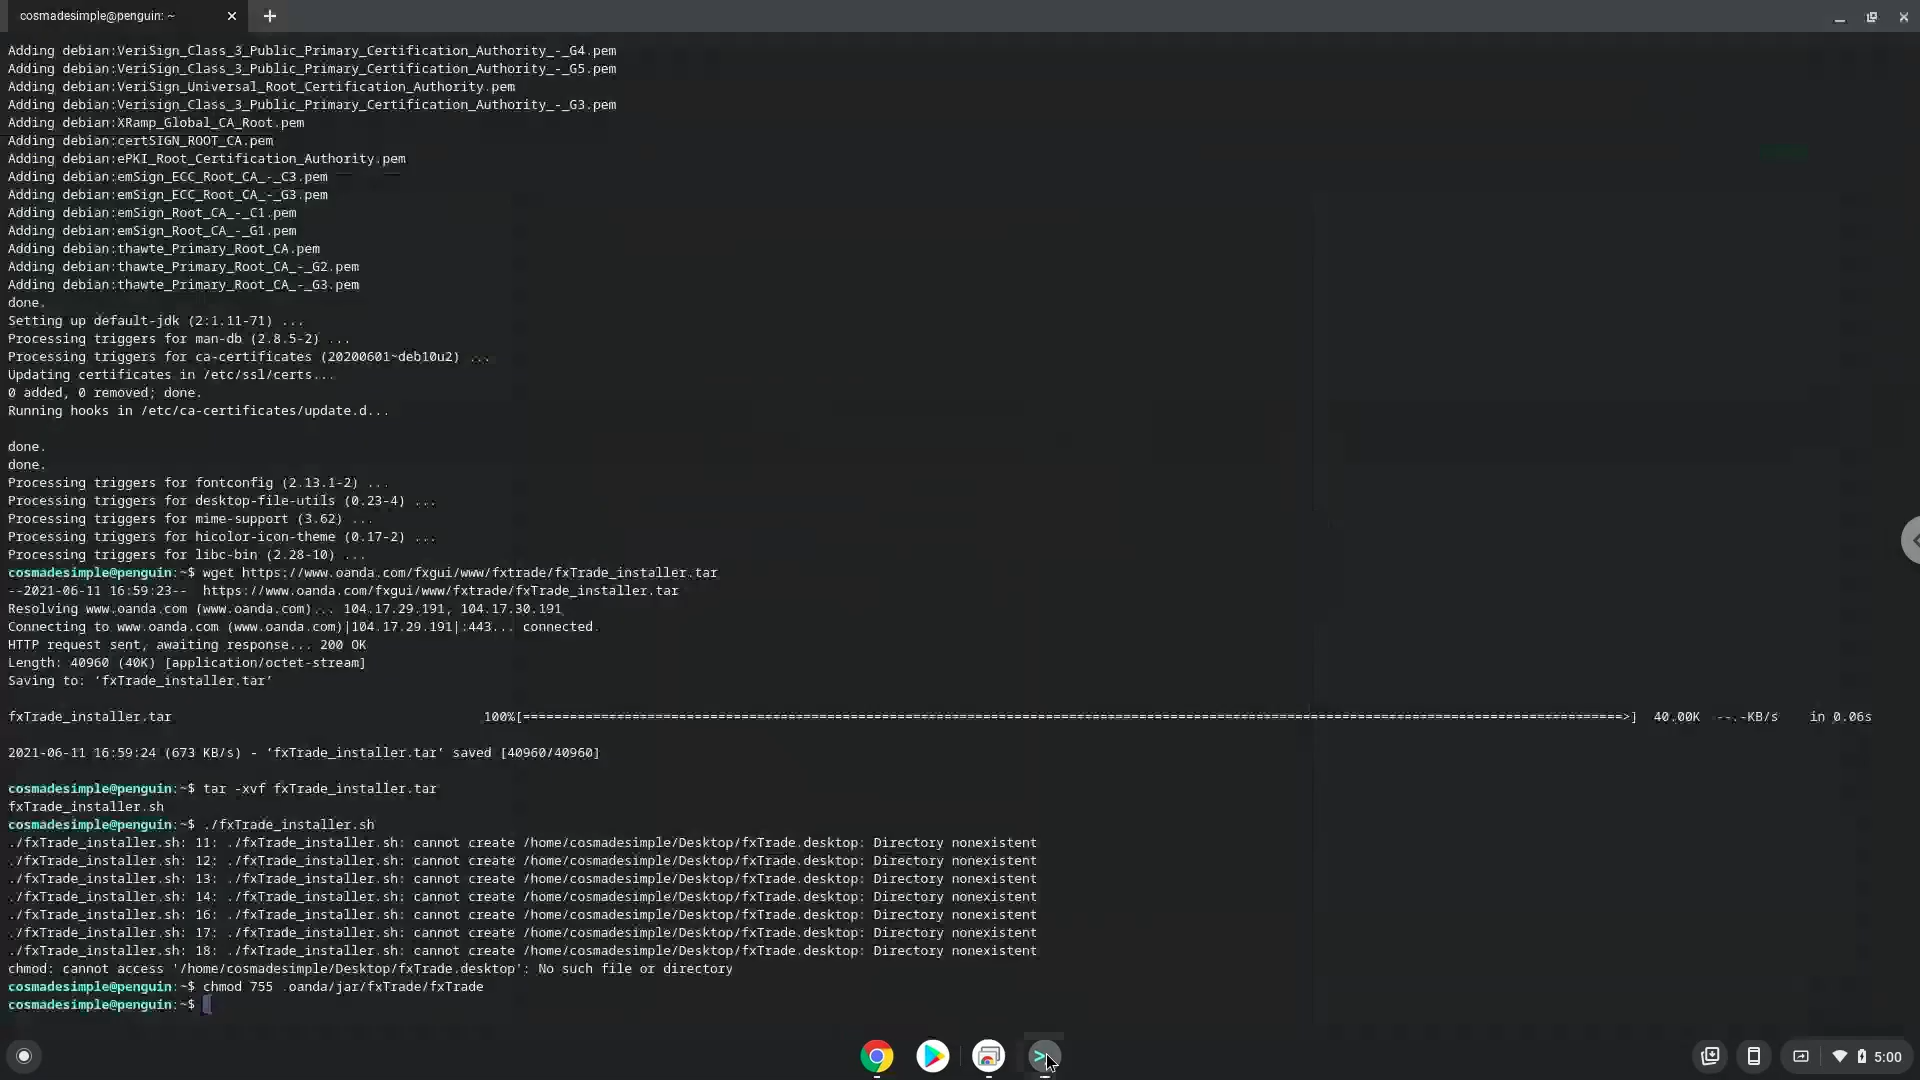 cosmadesimple@penguin: ~
Adding debian:VeriSign_Class_3_Public_Primary_Certification_Authority_-_G4.pem
Adding debian:VeriSign_Class_3_Public_Primary_Certification_Authority_-_G5.pem
Adding debian:VeriSign_Universal_Root_Certification_Authority.pem
Adding debian:Verisign_Class_3_Public_Primary_Certification_Authority_-_G3.pem
Adding debian:XRamp_Global_CA_Root.pem
Adding debian:certSIGN_ROOT_CA.pem
Adding debian:ePKI_Root_Certification_Authority.pem
Adding debian:emSign_ECC_Root_CA_-_C3.pem
Adding debian:emSign_ECC_Root_CA_-_G3.pem
Adding debian:emSign_Root_CA_-_C1.pem
Adding debian:emSign_Root_CA_-_G1.pem
Adding debian:thawte_Primary_Root_CA.pem
Adding debian:thawte_Primary_Root_CA_-_G2.pem
Adding debian:thawte_Primary_Root_CA_-_G3.pem
done.
Setting up default-jdk (2:1.11-71) ...
Processing triggers for man-db (2.8.5-2) ...
Processing triggers for ca-certificates (20200601~deb10u2) ...
Updating certificates in /etc/ssl/certs...
0 added, 0 removed; done.
Running hooks in /etc/ca-certificates/update.d...
done.
done.
Processing triggers for fontconfig (2.13.1-2) ...
Processing triggers for desktop-file-utils (0.23-4) ...
Processing triggers for mime-support (3.62) ...
Processing triggers for hicolor-icon-theme (0.17-2) ...
Processing triggers for libc-bin (2.28-10) ...
cosmadesimple@penguin:~$ wget https://www.oanda.com/fxgui/www/fxtrade/fxTrade_installer.tar
--2021-06-11 16:59:23--  https://www.oanda.com/fxgui/www/fxtrade/fxTrade_installer.tar
Resolving www.oanda.com (www.oanda.com)... 104.17.29.191, 104.17.30.191
Connecting to www.oanda.com (www.oanda.com)|104.17.29.191|:443... connected.
HTTP request sent, awaiting response... 200 OK
Length: 40960 (40K) [application/octet-stream]
Saving to: ‘fxTrade_installer.tar’
fxTrade_installer.tar 100%[=====================================>] 40.00K --.-KB/s in 0.06s
2021-06-11 16:59:24 (673 KB/s) - ‘fxTrade_installer.tar’ saved [40960/40960]
cosmadesimple@penguin:~$ tar -xvf fxTrade_installer.tar
fxTrade_installer.sh
cosmadesimple@penguin:~$ ./fxTrade_installer.sh
./fxTrade_installer.sh: 11: ./fxTrade_installer.sh: cannot create /home/cosmadesimple/Desktop/fxTrade.desktop: Directory nonexistent
./fxTrade_installer.sh: 12: ./fxTrade_installer.sh: cannot create /home/cosmadesimple/Desktop/fxTrade.desktop: Directory nonexistent
./fxTrade_installer.sh: 13: ./fxTrade_installer.sh: cannot create /home/cosmadesimple/Desktop/fxTrade.desktop: Directory nonexistent
./fxTrade_installer.sh: 14: ./fxTrade_installer.sh: cannot create /home/cosmadesimple/Desktop/fxTrade.desktop: Directory nonexistent
./fxTrade_installer.sh: 16: ./fxTrade_installer.sh: cannot create /home/cosmadesimple/Desktop/fxTrade.desktop: Directory nonexistent
./fxTrade_installer.sh: 17: ./fxTrade_installer.sh: cannot create /home/cosmadesimple/Desktop/fxTrade.desktop: Directory nonexistent
./fxTrade_installer.sh: 18: ./fxTrade_installer.sh: cannot create /home/cosmadesimple/Desktop/fxTrade.desktop: Directory nonexistent
chmod: cannot access '/home/cosmadesimple/Desktop/fxTrade.desktop': No such file or directory
cosmadesimple@penguin:~$ chmod 755 .oanda/jar/fxTrade/fxTrade
cosmadesimple@penguin:~$
5:00